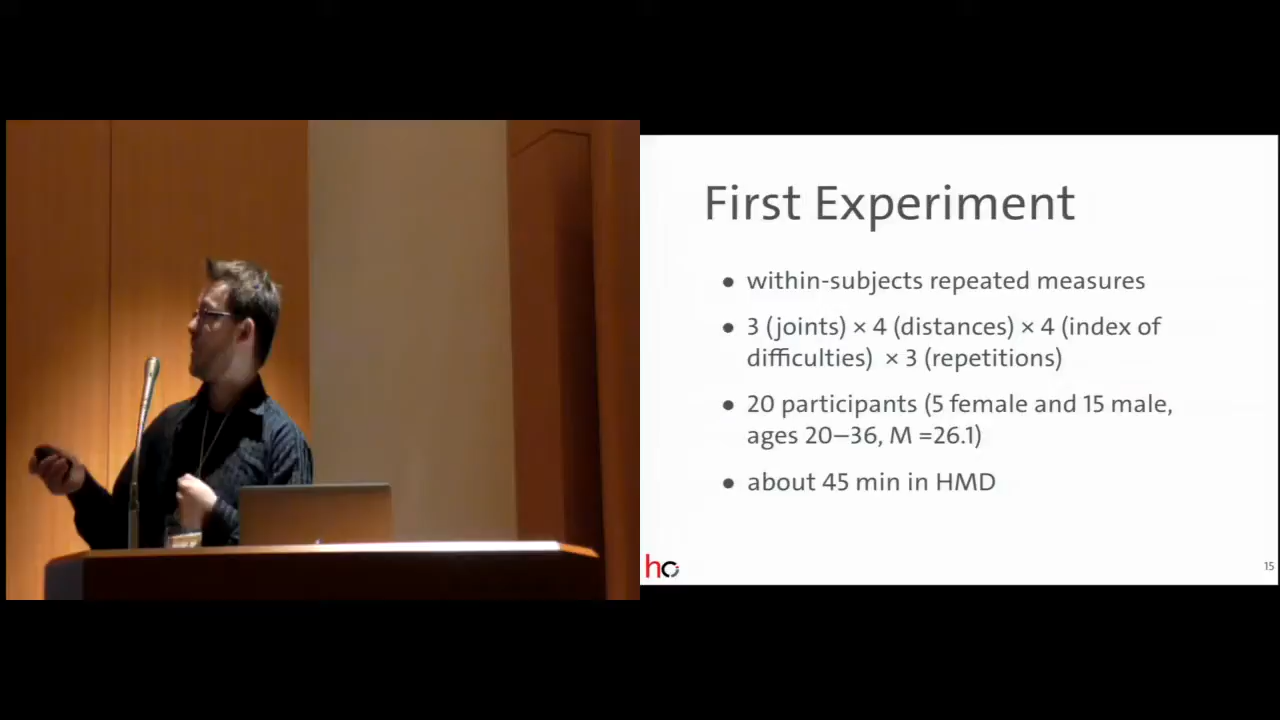 First Experiment
● within-subjects repeated measures
● 3 (joints) × 4 (distances) × 4 (index of
difficulties) × 3 (repetitions)
● 20 participants (5 female and 15 male,
ages 20–36, M =26.1)
● about 45 min in HMD
hc
15